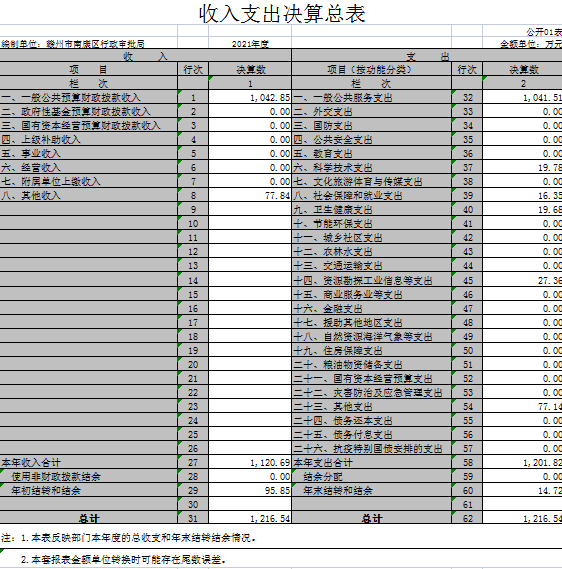 收入支出决算总表
公开01表
编制单位：赣州市南康区行政审批局 2021年度 金额单位：万元
收 入 支 出
项 目 行次 决算数 项目（按功能分类） 行次 决算数
栏 次 1 栏 次 2
一、一般公共预算财政拨款收入 1 1,042.85 一、一般公共服务支出 32 1,041.51
二、政府性基金预算财政拨款收入 2 0.00 二、外交支出 33 0.00
三、国有资本经营预算财政拨款收入 3 0.00 三、国防支出 34 0.00
四、上级补助收入 4 0.00 四、公共安全支出 35 0.00
五、事业收入 5 0.00 五、教育支出 36 0.00
六、经营收入 6 0.00 六、科学技术支出 37 19.78
七、附属单位上缴收入 7 0.00 七、文化旅游体育与传媒支出 38 0.00
八、其他收入 8 77.84 八、社会保障和就业支出 39 16.35
9 九、卫生健康支出 40 19.68
10 十、节能环保支出 41 0.00
11 十一、城乡社区支出 42 0.00
12 十二、农林水支出 43 0.00
13 十三、交通运输支出 44 0.00
14 十四、资源勘探工业信息等支出 45 27.36
15 十五、商业服务业等支出 46 0.00
16 十六、金融支出 47 0.00
17 十七、援助其他地区支出 48 0.00
18 十八、自然资源海洋气象等支出 49 0.00
19 十九、住房保障支出 50 0.00
20 二十、粮油物资储备支出 51 0.00
21 二十一、国有资本经营预算支出 52 0.00
22 二十二、灾害防治及应急管理支出 53 0.00
23 二十三、其他支出 54 77.14
24 二十四、债务还本支出 55 0.00
25 二十五、债务付息支出 56 0.00
26 二十六、抗疫特别国债安排的支出 57 0.00
本年收入合计 27 1,120.69 本年支出合计 58 1,201.82
使用非财政拨款结余 28 0.00 结余分配 59 0.00
年初结转和结余 29 95.85 年末结转和结余 60 14.72
30 61
总计 31 1,216.54 总计 62 1,216.54
注：1.本表反映部门本年度的总收支和年末结转结余情况。
2.本套报表金额单位转换时可能存在尾数误差。